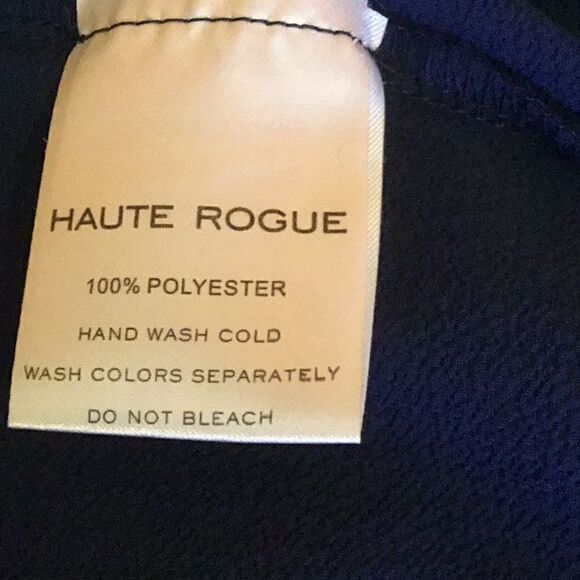 HAUTE ROGUE
100% POLYESTER
HAND WASH COLD
WASH COLORS SEPARATELY
DO NOT BLEACH